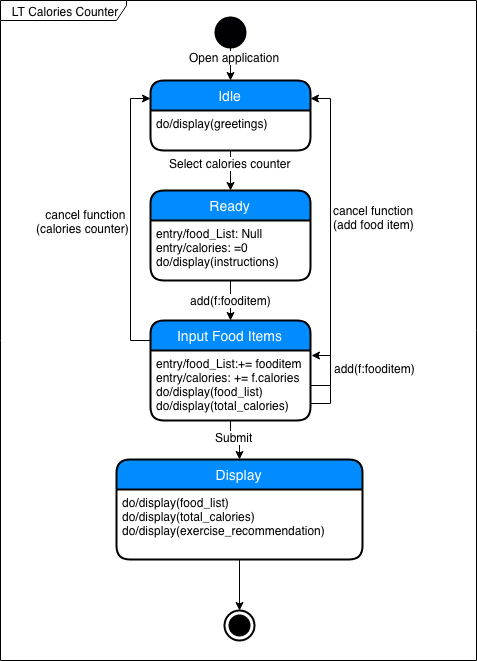 LT Calories Counter
Open application
Idle
do/display(greetings)
Select calories counter
cancel function
(calories counter)
cancel function
(add food item)
Ready
entry/food_List: Null
entry/calories: =0
do/display(instructions)
add(f:fooditem)
Input Food Items
entry/food_List:+= fooditem
entry/calories: += f.calories
do/display(food_list)
do/display(total_calories)
add(f:fooditem)
Submit
Display
do/display(food_list)
do/display(total_calories)
do/display(exercise_recommendation)